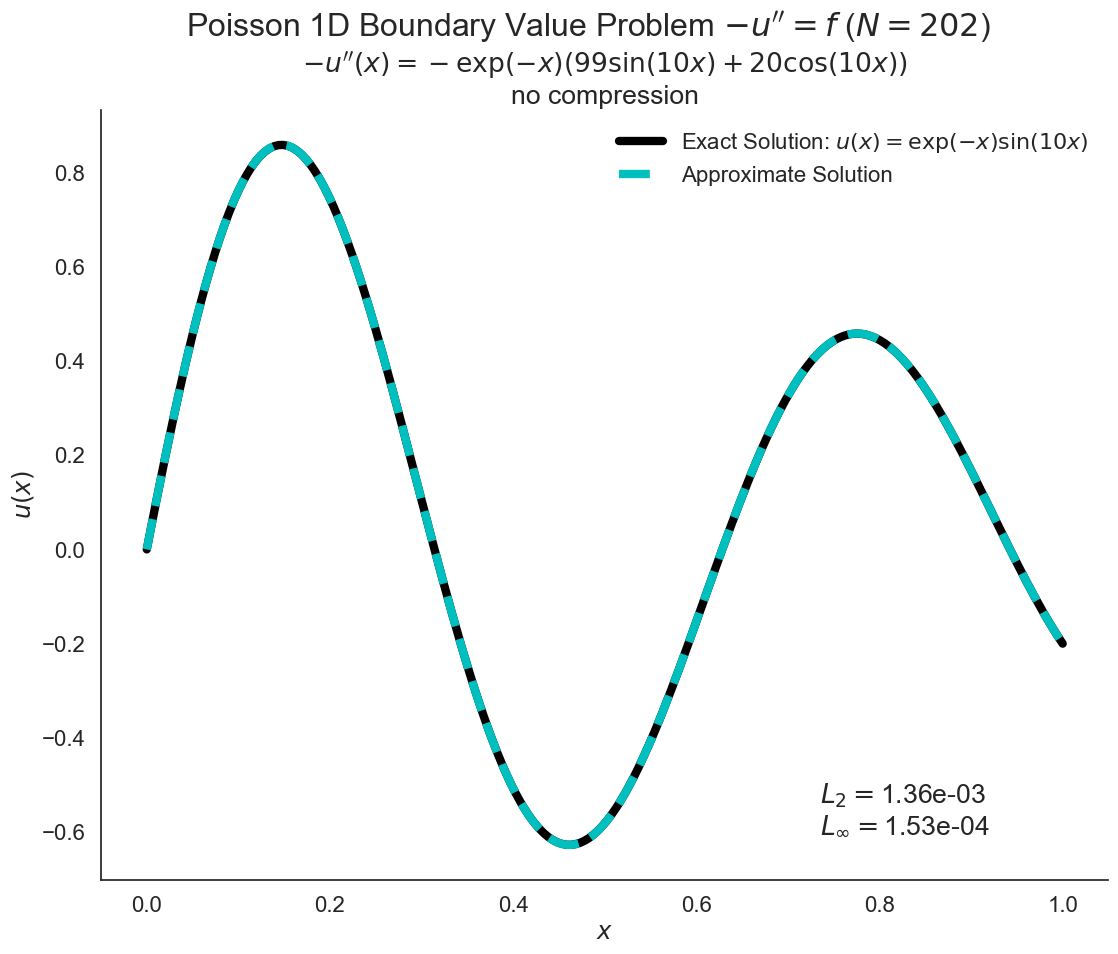 Poisson 1D Boundary Value Problem −u″ = f (N = 202)
−u″(x) = − exp(−x)(99sin(10x) + 20cos(10x))
no compression
Exact Solution: u(x) = exp(−x)sin(10x)
Approximate Solution
0.8
0.6
0.4
0.2
0.0
−0.2
−0.4
−0.6
u(x)
L₂ = 1.36e-03
L∞ = 1.53e-04
0.0 0.2 0.4 0.6 0.8 1.0
x